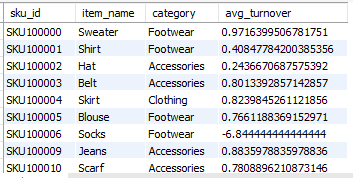 sku_id item_name category avg_turnover
SKU100000 Sweater Footwear 0.9716399506781751
SKU100001 Shirt Footwear 0.40847784200385356
SKU100002 Hat Accessories 0.2436670687575392
SKU100003 Belt Accessories 0.8013392857142857
SKU100004 Skirt Clothing 0.8239845261121856
SKU100005 Blouse Footwear 0.7661188369152971
SKU100006 Socks Footwear -6.844444444444444
SKU100009 Jeans Accessories 0.8835978835978836
SKU100010 Scarf Accessories 0.7808896210873146